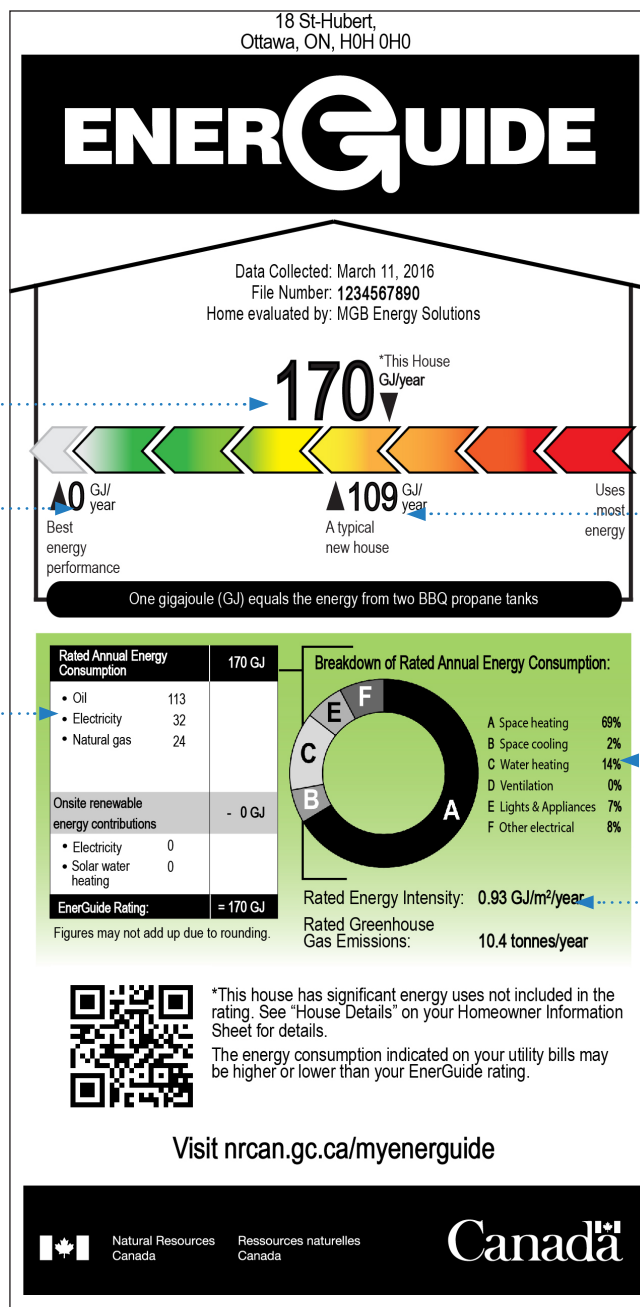 18 St-Hubert,
Ottawa, ON, H0H 0H0
ENERGUIDE
Data Collected: March 11, 2016
File Number: 1234567890
Home evaluated by: MGB Energy Solutions
170 *This House
GJ/year
0 GJ/
year
Best
energy
performance
109 GJ/
year
A typical
new house
Uses
most
energy
One gigajoule (GJ) equals the energy from two BBQ propane tanks
Rated Annual Energy
Consumption 170 GJ
• Oil 113
• Electricity 32
• Natural gas 24
Onsite renewable
energy contributions - 0 GJ
• Electricity 0
• Solar water
heating 0
EnerGuide Rating: = 170 GJ
Figures may not add up due to rounding.
Breakdown of Rated Annual Energy Consumption:
F
E
C
B
A
A Space heating 69%
B Space cooling 2%
C Water heating 14%
D Ventilation 0%
E Lights & Appliances 7%
F Other electrical 8%
Rated Energy Intensity: 0.93 GJ/m²/year
Rated Greenhouse
Gas Emissions: 10.4 tonnes/year
*This house has significant energy uses not included in the
rating. See “House Details” on your Homeowner Information
Sheet for details.
The energy consumption indicated on your utility bills may
be higher or lower than your EnerGuide rating.
Visit nrcan.gc.ca/myenerguide
Natural Resources
Canada
Ressources naturelles
Canada
Canada